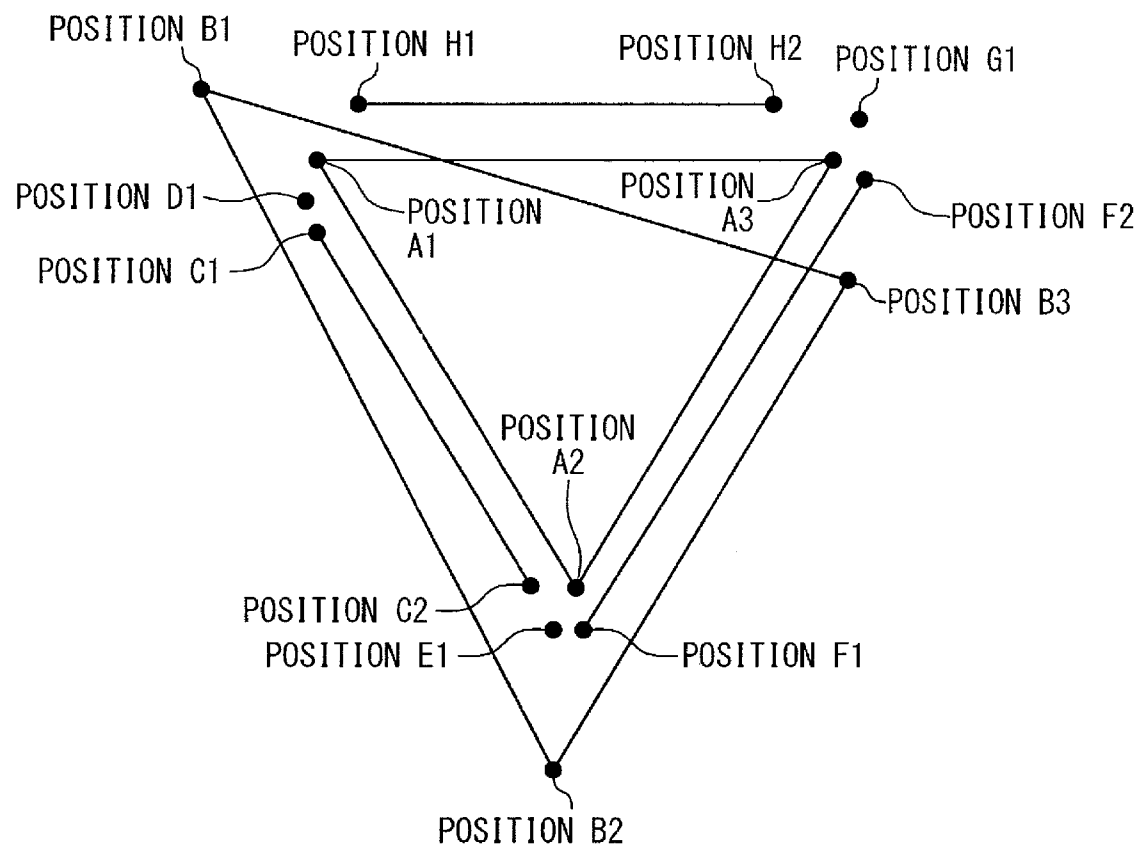 POSITION B1
POSITION H1
POSITION H2
POSITION G1
POSITION D1
POSITION
A1
POSITION
A3
POSITION F2
POSITION C1
POSITION B3
POSITION
A2
POSITION C2
POSITION E1
POSITION F1
POSITION B2